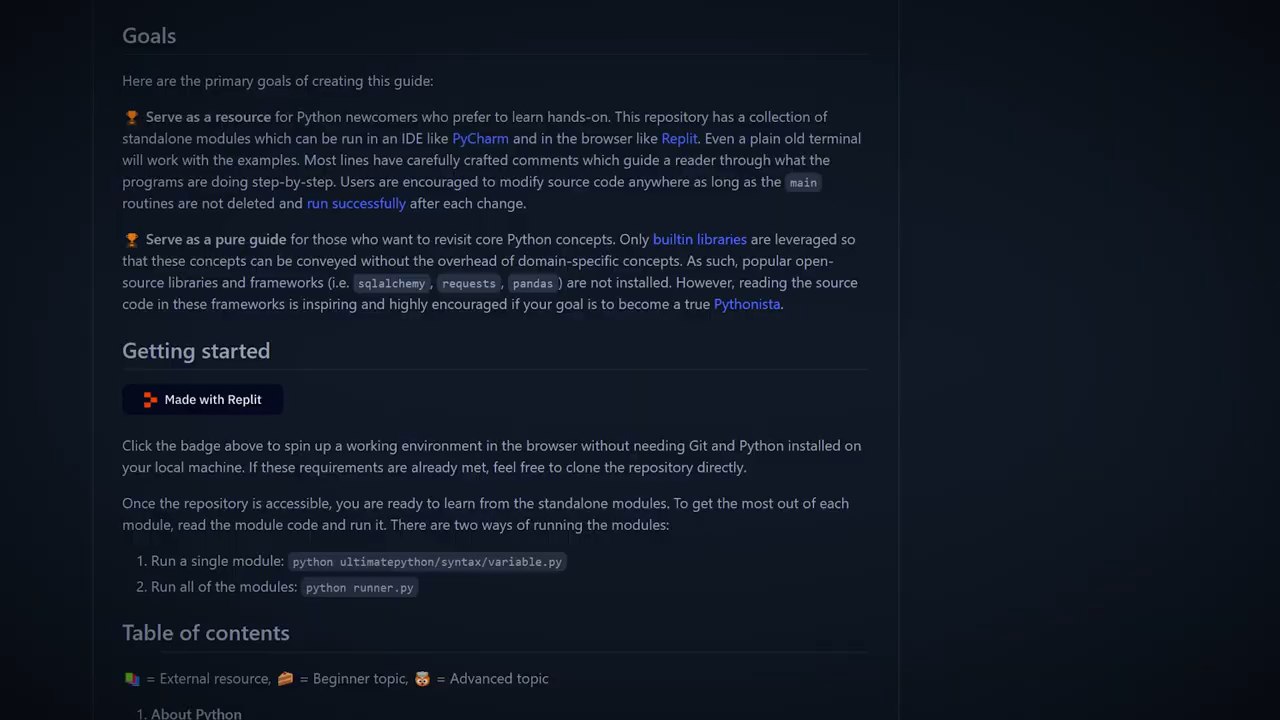 Goals
Here are the primary goals of creating this guide:
🏆 Serve as a resource for Python newcomers who prefer to learn hands-on. This repository has a collection of
standalone modules which can be run in an IDE like PyCharm and in the browser like Replit. Even a plain old terminal
will work with the examples. Most lines have carefully crafted comments which guide a reader through what the
programs are doing step-by-step. Users are encouraged to modify source code anywhere as long as the main
routines are not deleted and run successfully after each change.
🏆 Serve as a pure guide for those who want to revisit core Python concepts. Only builtin libraries are leveraged so
that these concepts can be conveyed without the overhead of domain-specific concepts. As such, popular open-
source libraries and frameworks (i.e. sqlalchemy, requests, pandas) are not installed. However, reading the source
code in these frameworks is inspiring and highly encouraged if your goal is to become a true Pythonista.
Getting started
Made with Replit
Click the badge above to spin up a working environment in the browser without needing Git and Python installed on
your local machine. If these requirements are already met, feel free to clone the repository directly.
Once the repository is accessible, you are ready to learn from the standalone modules. To get the most out of each
module, read the module code and run it. There are two ways of running the modules:
1. Run a single module: python ultimatepython/syntax/variable.py
2. Run all of the modules: python runner.py
Table of contents
📚 = External resource, 🍰 = Beginner topic, 🤯 = Advanced topic
1. About Python